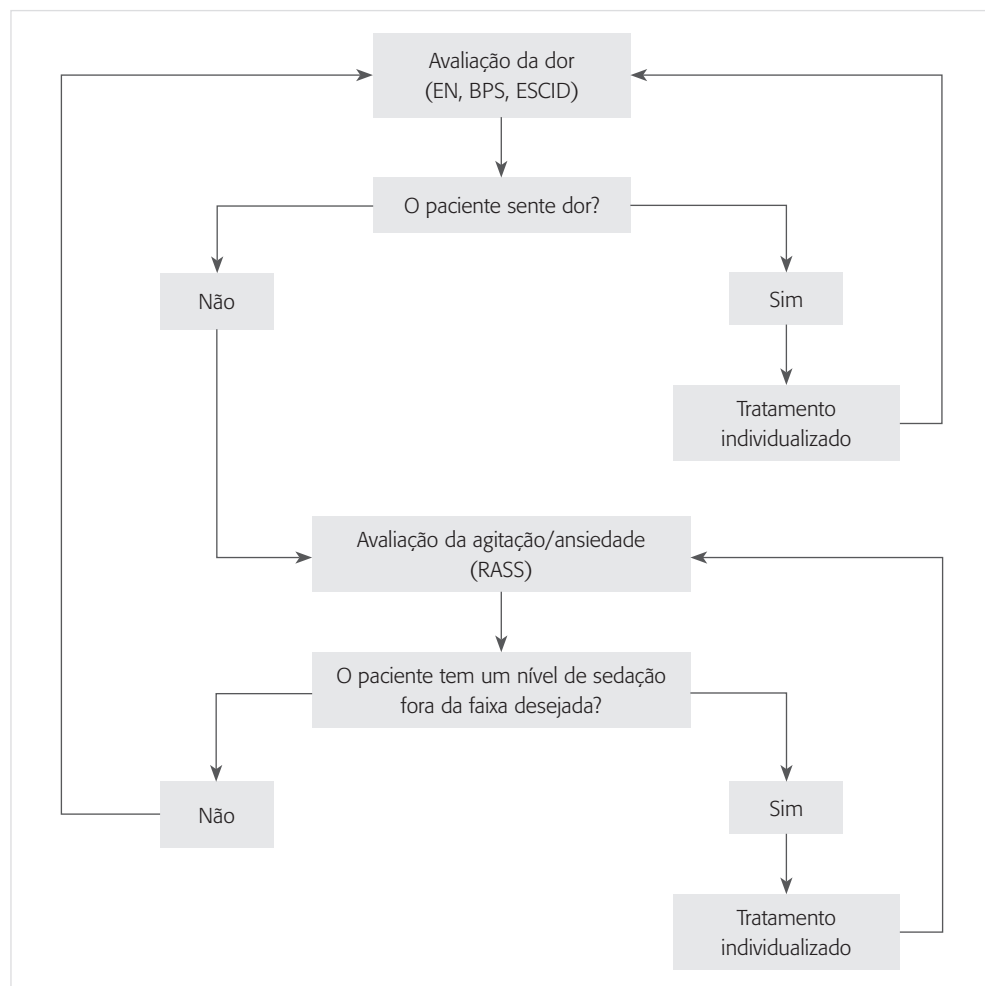 Avaliação da dor
(EN, BPS, ESCID)
O paciente sente dor?
Não
Sim
Tratamento
individualizado
Avaliação da agitação/ansiedade
(RASS)
O paciente tem um nível de sedação
fora da faixa desejada?
Não
Sim
Tratamento
individualizado